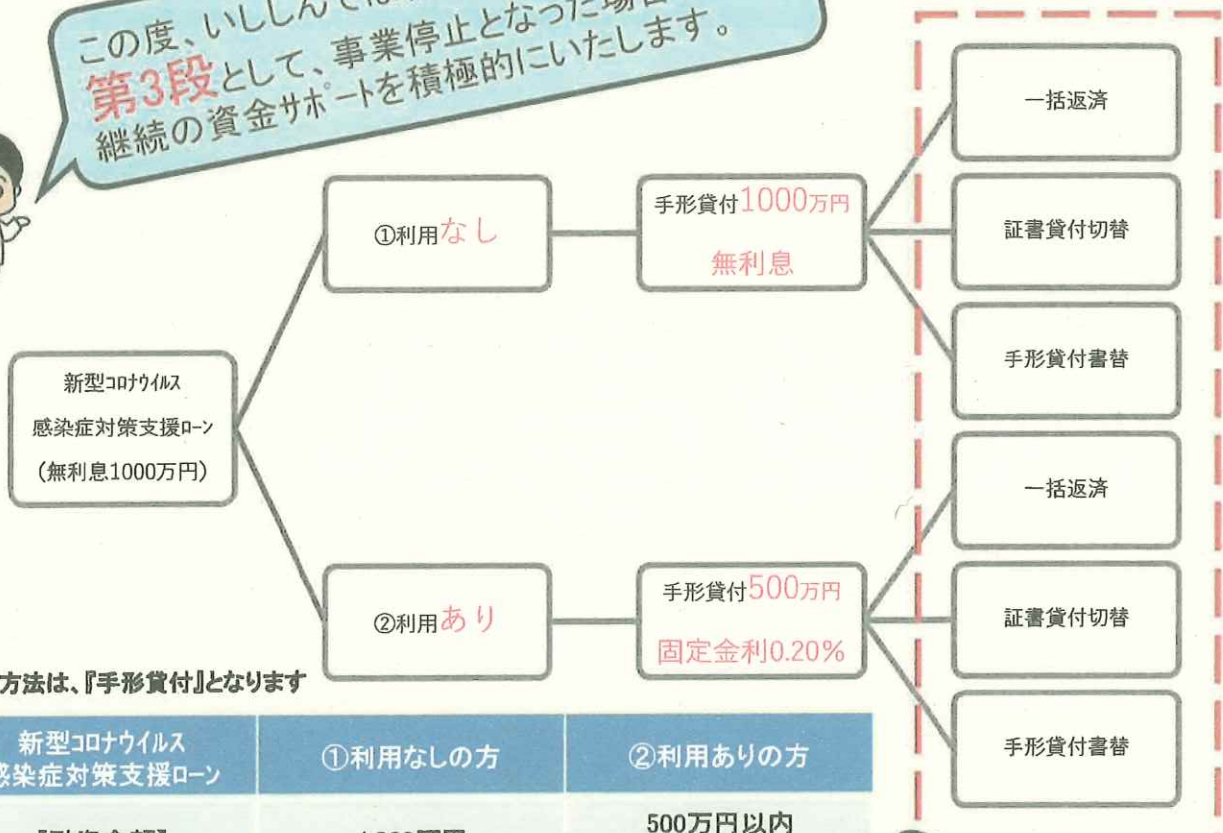 この度、いししんでは
第3段として、事業停止となった場合
継続の資金サポートを積極的にいたします。
新型コロナウイルス
感染症対策支援ローン
(無利息1000万円)
①利用なし
手形貸付1000万円
無利息
一括返済
証書貸付切替
手形貸付書替
②利用あり
手形貸付500万円
固定金利0.20%
一括返済
証書貸付切替
手形貸付書替
方法は、『手形貸付』となります
新型コロナウイルス
感染症対策支援ローン
①利用なしの方
②利用ありの方
500万円以内